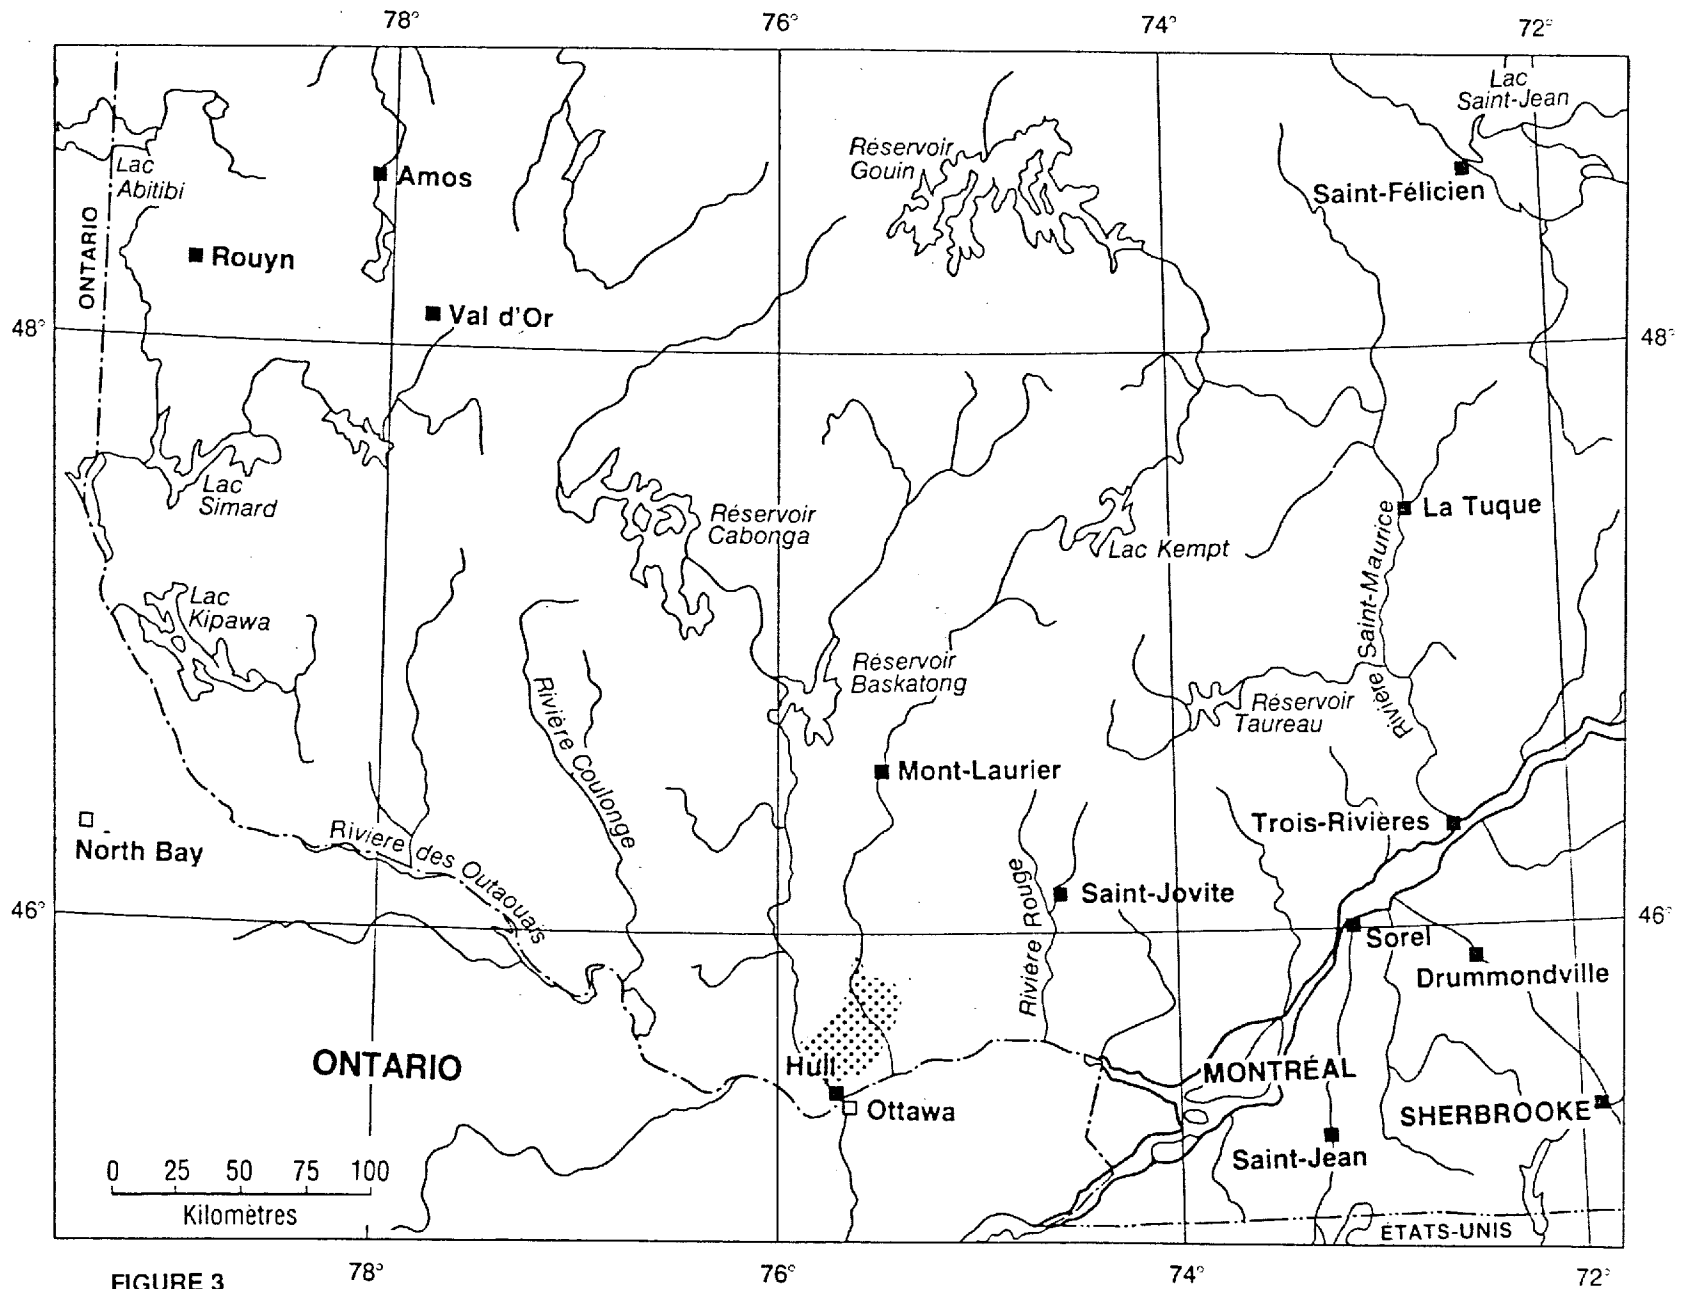 78° 76° 74° 72°
Lac
Saint-Jean
Réservoir
Gouin
Lac
Abitibi
Amos
Saint-Félicien
ONTARIO
Rouyn
Val d'Or
48° 48°
Lac
Simard
Réservoir
Cabonga
La Tuque
Lac Kempt
Rivière Saint-Maurice
Lac
Kipawa
Réservoir
Baskatong
Rivière Coulonge
Réservoir
Taureau
Mont-Laurier
North Bay
Riviere des Outaouais
Trois-Rivières
Rivière Rouge
Saint-Jovite
46° 46°
Sorel
Drummondville
ONTARIO
Hull
MONTRÉAL
Ottawa
SHERBROOKE
Saint-Jean
0 25 50 75 100
Kilomètres
ETATS-UNIS
78° 76° 74° 72°
FIGURE 3